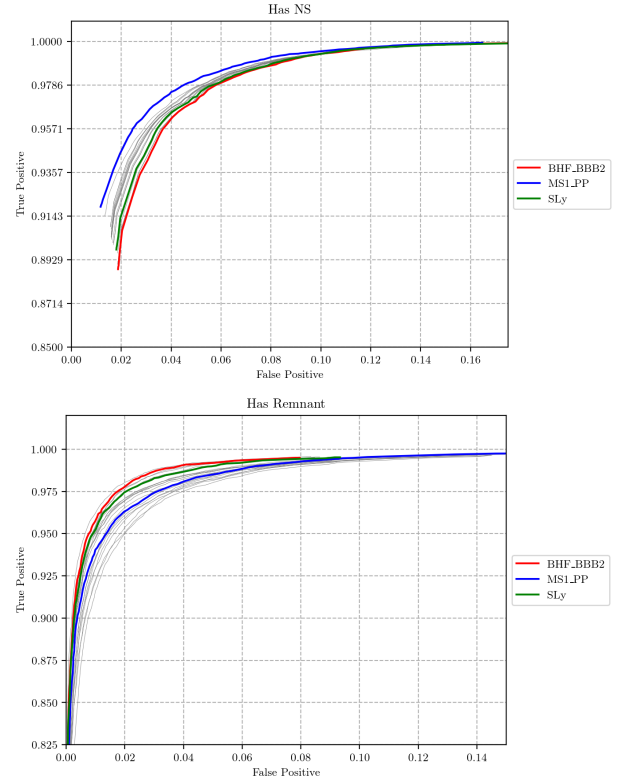 Has NS
1.0000
0.9786
0.9571
0.9357
0.9143
0.8929
0.8714
0.8500
True Positive
0.00 0.02 0.04 0.06 0.08 0.10 0.12 0.14 0.16
False Positive
BHF_BBB2
MS1_PP
SLy
Has Remnant
1.000
0.975
0.950
0.925
0.900
0.875
0.850
0.825
True Positive
0.00 0.02 0.04 0.06 0.08 0.10 0.12 0.14
False Positive
BHF_BBB2
MS1_PP
SLy